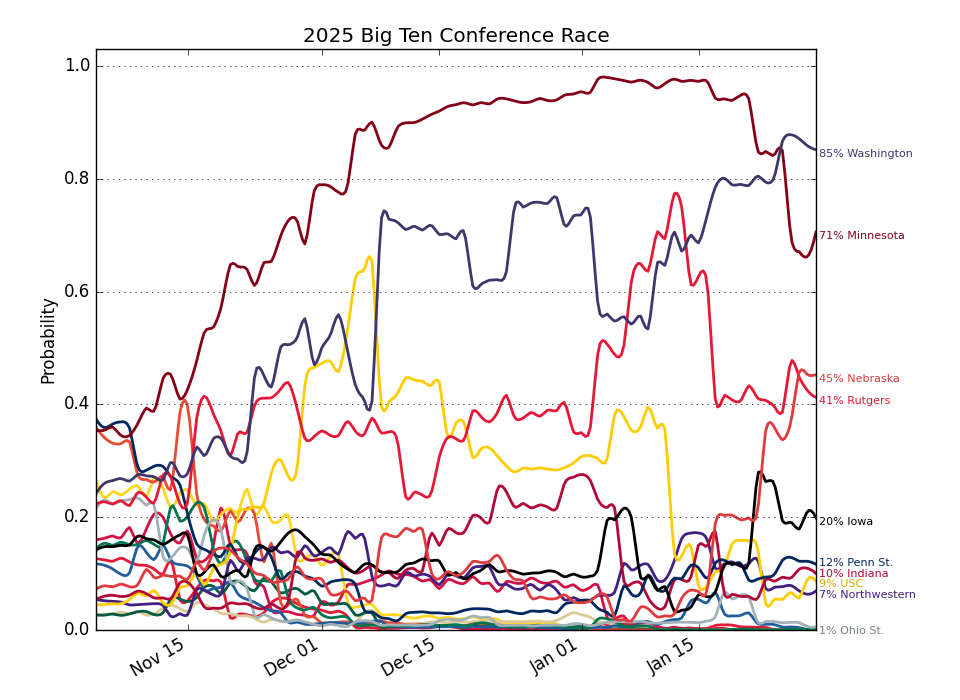 2025 Big Ten Conference Race
Probability
1.0
0.8
0.6
0.4
0.2
0.0
Nov 15
Dec 01
Dec 15
Jan 01
Jan 15
85% Washington
71% Minnesota
45% Nebraska
41% Rutgers
20% Iowa
12% Penn St.
10% Indiana
9% USC
7% Northwestern
1% Ohio St.